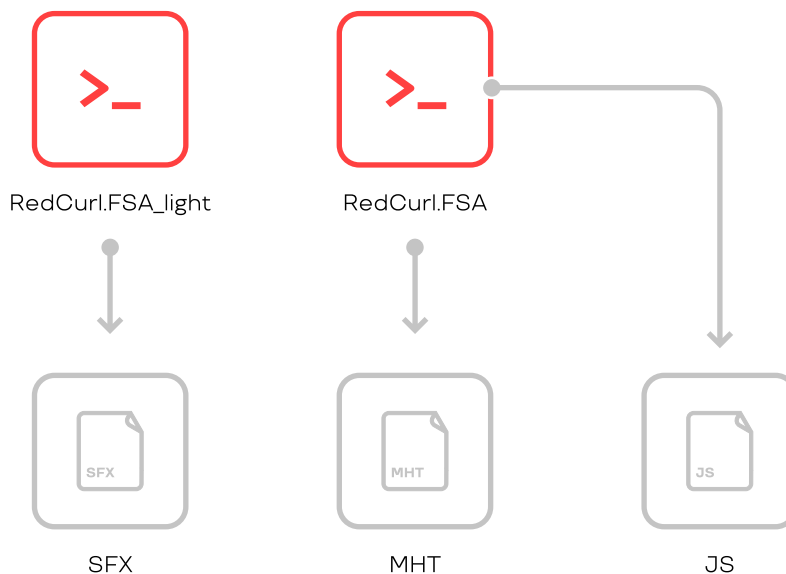 >_
>_
RedCurl.FSA_light
RedCurl.FSA
SFX
MHT
JS
SFX
MHT
JS